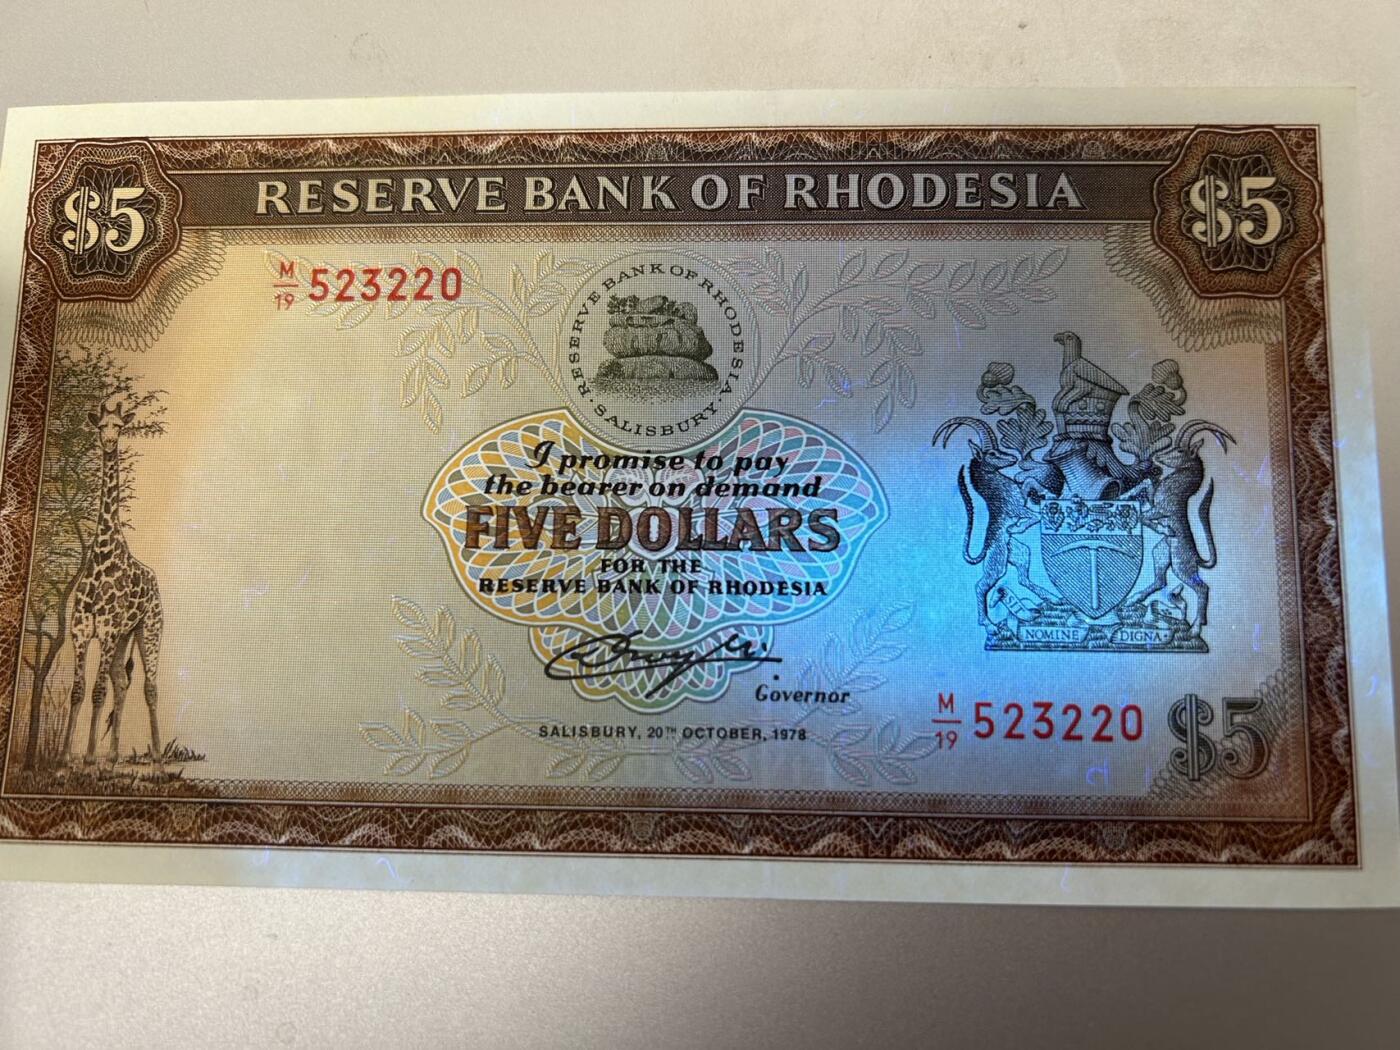 $5
RESERVE BANK OF RHODESIA
$5
M/19 523220
RESERVE BANK OF RHODESIA
· SALISBURY ·
I promise to pay
the bearer on demand
FIVE DOLLARS
FOR THE
RESERVE BANK OF RHODESIA
Governor
SALISBURY, 20TH OCTOBER, 1978
SIT
NOMINE DIGNA
M/19 523220
$5